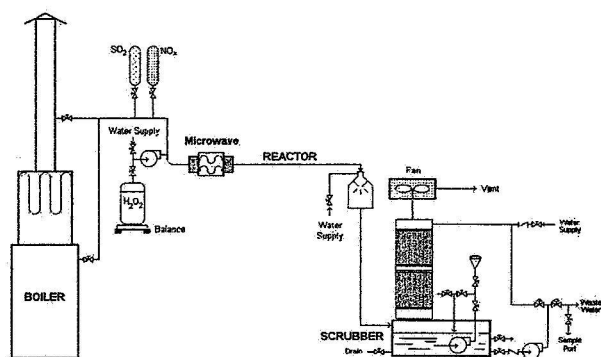 SO2
NOx
Water Supply
Microwave
REACTOR
H2O2
Balance
Water
Supply
Fan
Vent
Water
Supply
BOILER
SCRUBBER
Drain
Waste
Water
Sample
Port